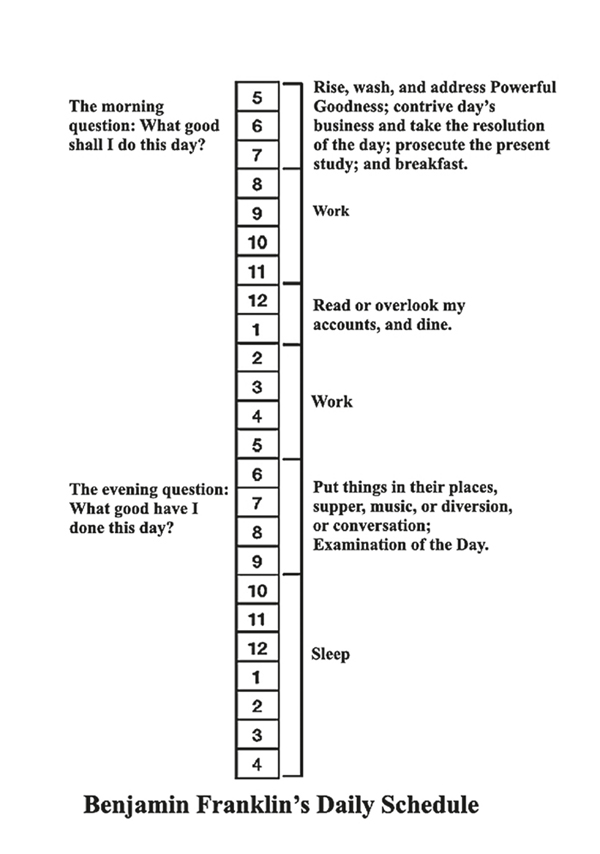 The morning
question: What good
shall I do this day?
5
6
7
Rise, wash, and address Powerful
Goodness; contrive day's
business and take the resolution
of the day; prosecute the present
study; and breakfast.
8
9
10
11
Work
12
1
Read or overlook my
accounts, and dine.
2
3
4
5
Work
The evening question:
What good have I
done this day?
6
7
8
9
Put things in their places,
supper, music, or diversion,
or conversation;
Examination of the Day.
10
11
12
1
2
3
4
Sleep
Benjamin Franklin's Daily Schedule